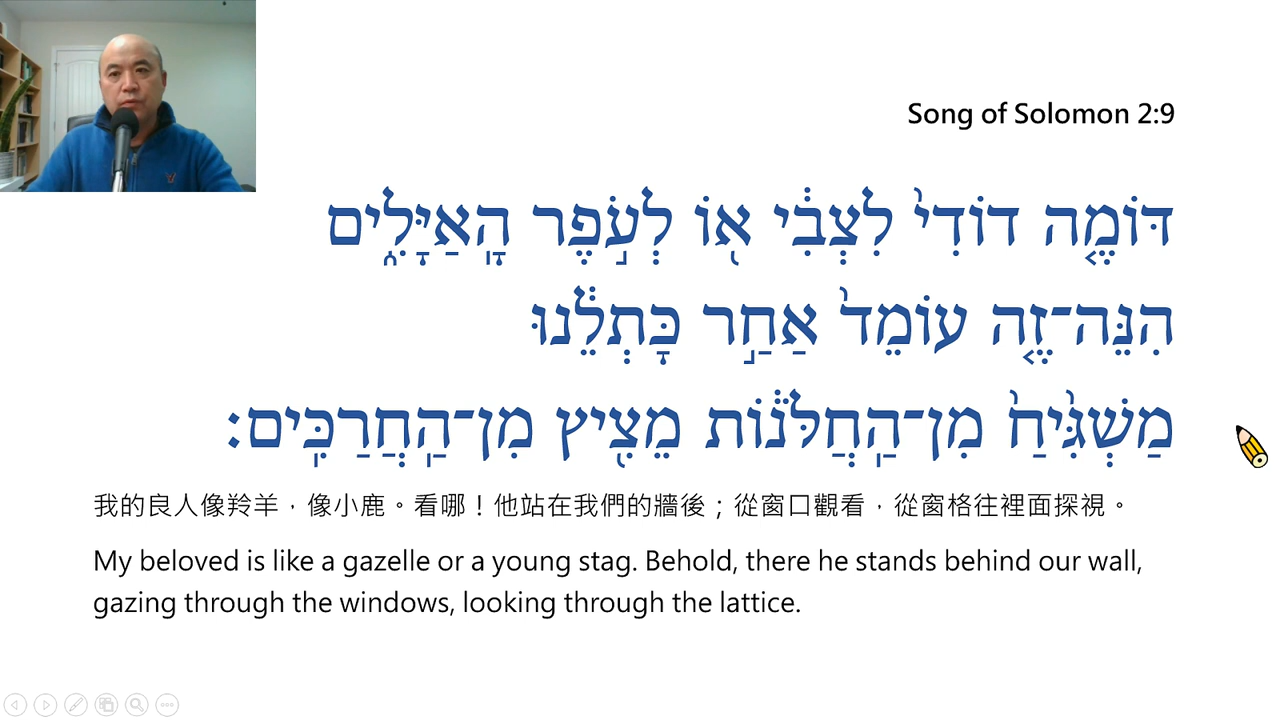 Song of Solomon 2:9
דּוֹמֶ֤ה דוֹדִי֙ לִצְבִ֔י א֖וֹ לְעֹ֣פֶר הָֽאַיָּלִ֑ים
הִנֵּה־זֶ֤ה עוֹמֵד֙ אַחַ֣ר כָּתְלֵ֔נוּ
מַשְׁגִּ֙יחַ֙ מִן־הַֽחֲלֹּנ֔וֹת מֵצִ֖יץ מִן־הַֽחֲרַכִּֽים׃
我的良人像羚羊，像小鹿。看哪！他站在我們的牆後；從窗口觀看，從窗格往裡面探視。
My beloved is like a gazelle or a young stag. Behold, there he stands behind our wall,
gazing through the windows, looking through the lattice.